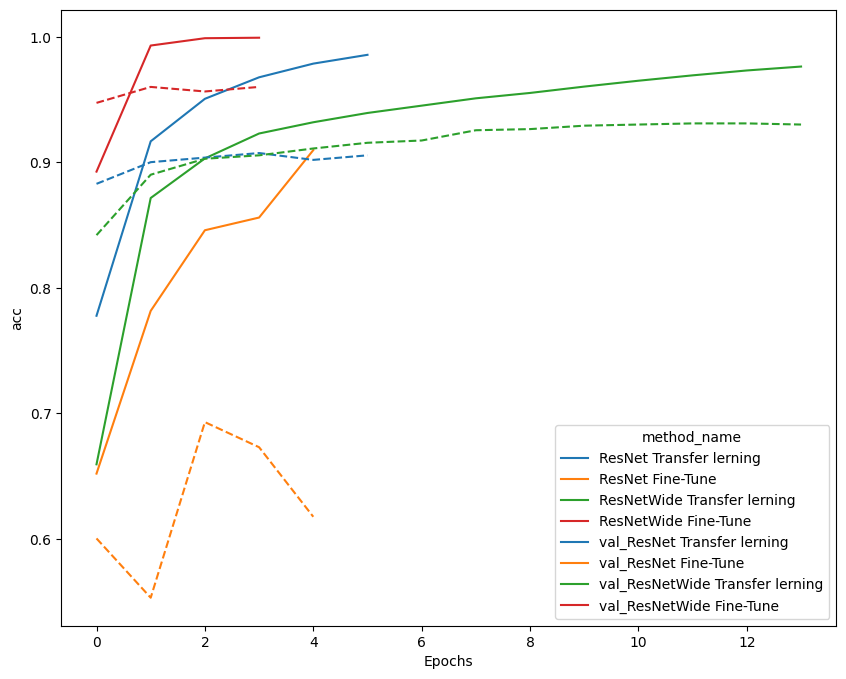 1.0
0.9
0.8
0.7
0.6
acc
0 2 4 6 8 10 12
Epochs
method_name
ResNet Transfer lerning
ResNet Fine-Tune
ResNetWide Transfer lerning
ResNetWide Fine-Tune
val_ResNet Transfer lerning
val_ResNet Fine-Tune
val_ResNetWide Transfer lerning
val_ResNetWide Fine-Tune